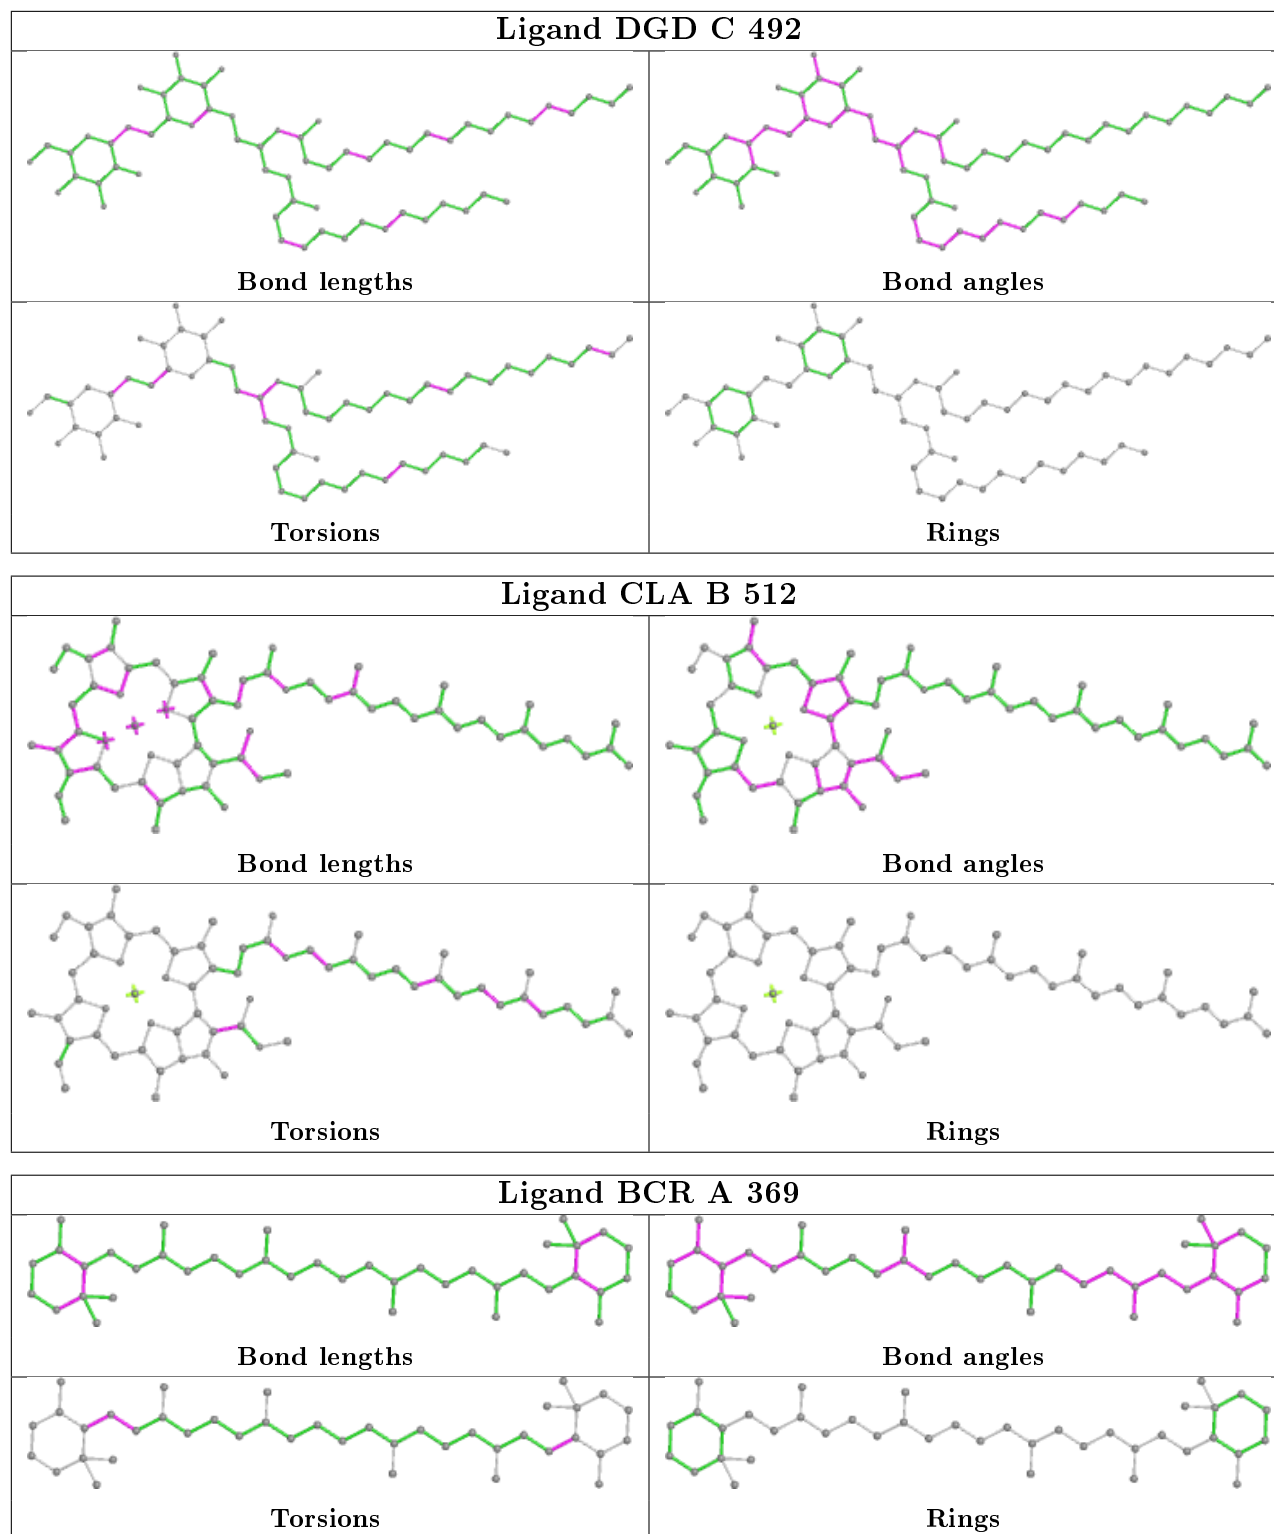 Ligand DGD C 492
Bond lengths
Bond angles
Torsions
Rings
Ligand CLA B 512
Bond lengths
Bond angles
Torsions
Rings
Ligand BCR A 369
Bond lengths
Bond angles
Torsions
Rings